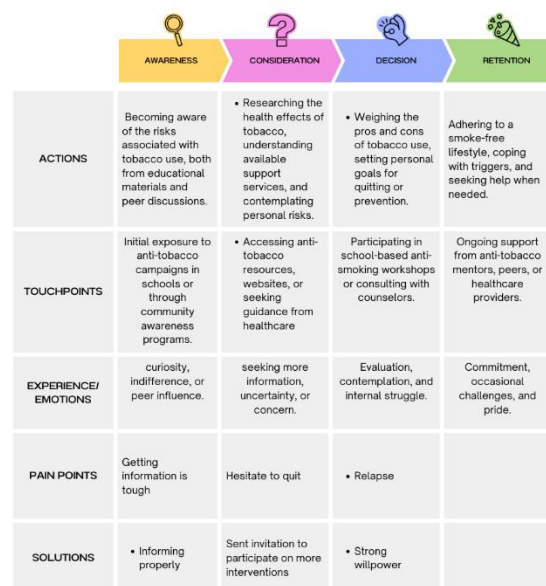 AWARENESS
CONSIDERATION
DECISION
RETENTION
ACTIONS
Becoming aware
of the risks
associated with
tobacco use, both
from educational
materials and
peer discussions.
• Researching the
health effects of
tobacco,
understanding
available
support
services, and
contemplating
personal risks.
• Weighing the
pros and cons
of tobacco use,
setting personal
goals for
quitting or
prevention.
Adhering to a
smoke-free
lifestyle, coping
with triggers, and
seeking help when
needed.
TOUCHPOINTS
Initial exposure to
anti-tobacco
campaigns in
schools or
through
community
awareness
programs.
• Accessing anti-
tobacco
resources,
websites, or
seeking
guidance from
healthcare
Participating in
school-based anti-
smoking workshops
or consulting with
counselors.
Ongoing support
from anti-tobacco
mentors, peers, or
healthcare
providers.
EXPERIENCE/
EMOTIONS
curiosity,
indifference, or
peer influence.
seeking more
information,
uncertainty, or
concern.
Evaluation,
contemplation, and
internal struggle.
Commitment,
occasional
challenges, and
pride.
PAIN POINTS
Getting
information is
tough
Hesitate to quit
• Relapse
SOLUTIONS
• Informing
properly
Sent invitation to
participate on more
interventions
• Strong
willpower